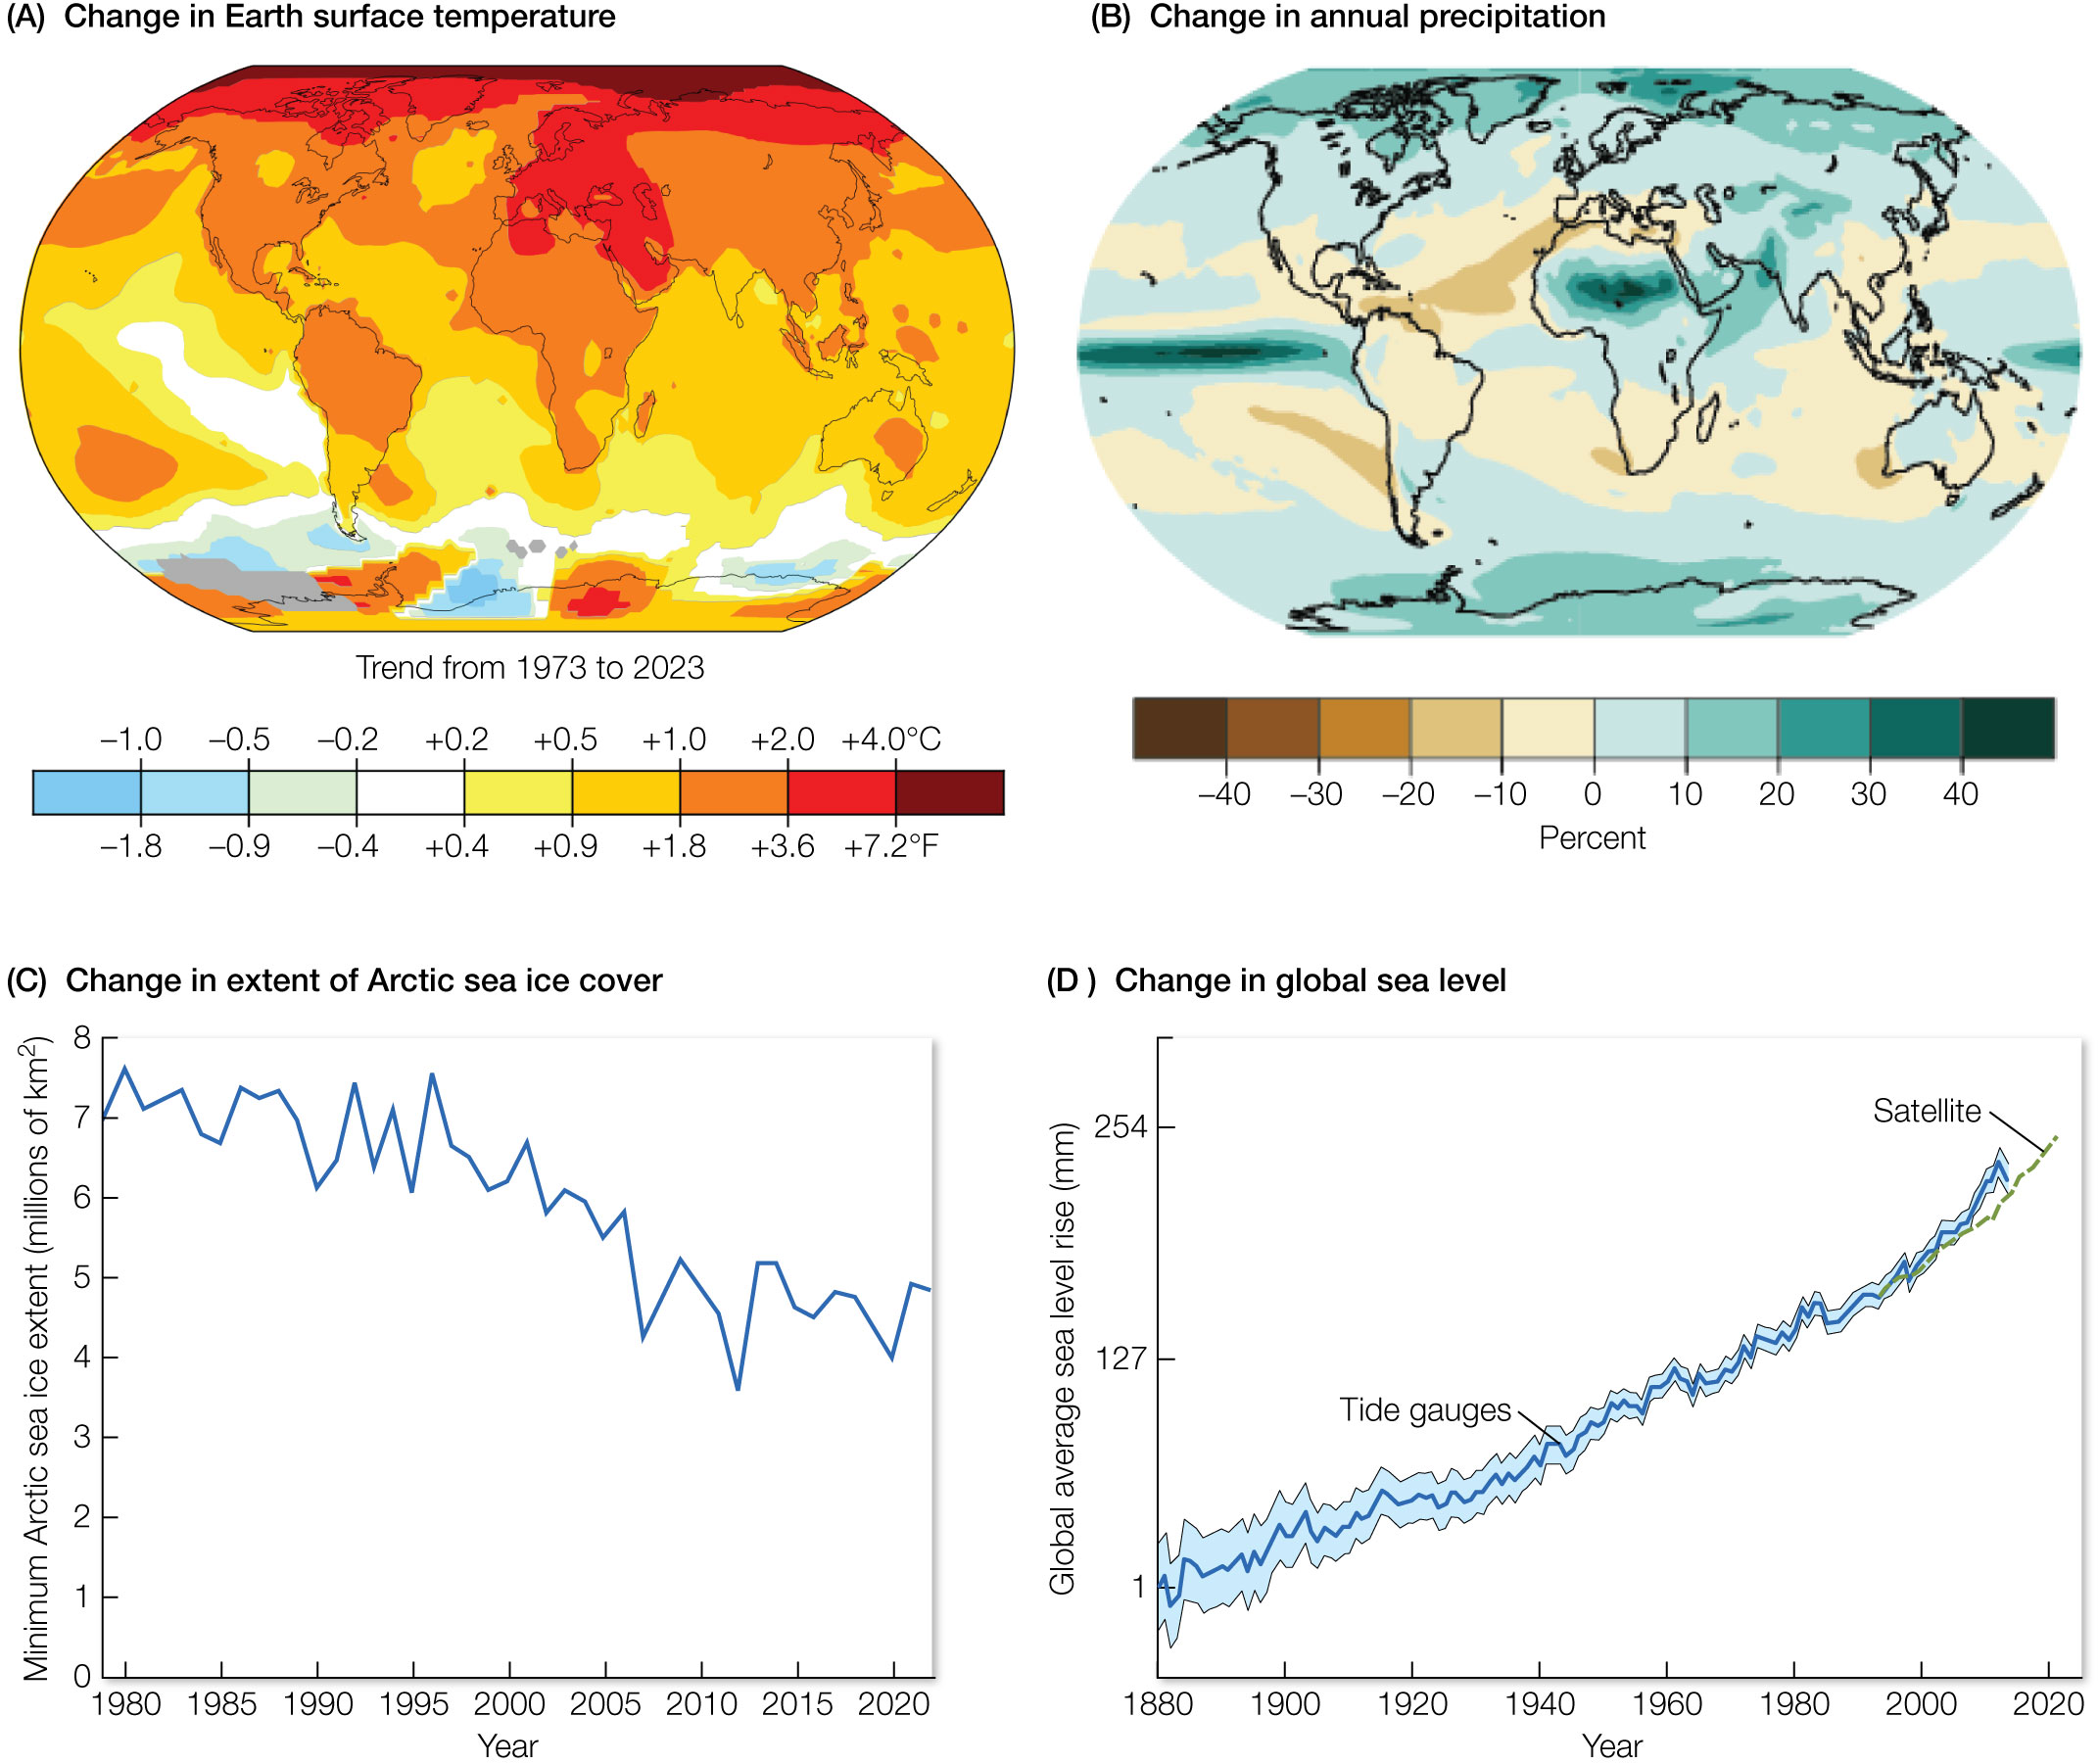 (A) Change in Earth surface temperature
Trend from 1973 to 2023
–1.0 –0.5 –0.2 +0.2 +0.5 +1.0 +2.0 +4.0°C
–1.8 –0.9 –0.4 +0.4 +0.9 +1.8 +3.6 +7.2°F
(B) Change in annual precipitation
–40 –30 –20 –10 0 10 20 30 40
Percent
(C) Change in extent of Arctic sea ice cover
Minimum Arctic sea ice extent (millions of km²)
8
7
6
5
4
3
2
1
0
1980 1985 1990 1995 2000 2005 2010 2015 2020
Year
(D ) Change in global sea level
Global average sea level rise (mm)
254
127
1
Satellite
Tide gauges
1880 1900 1920 1940 1960 1980 2000 2020
Year